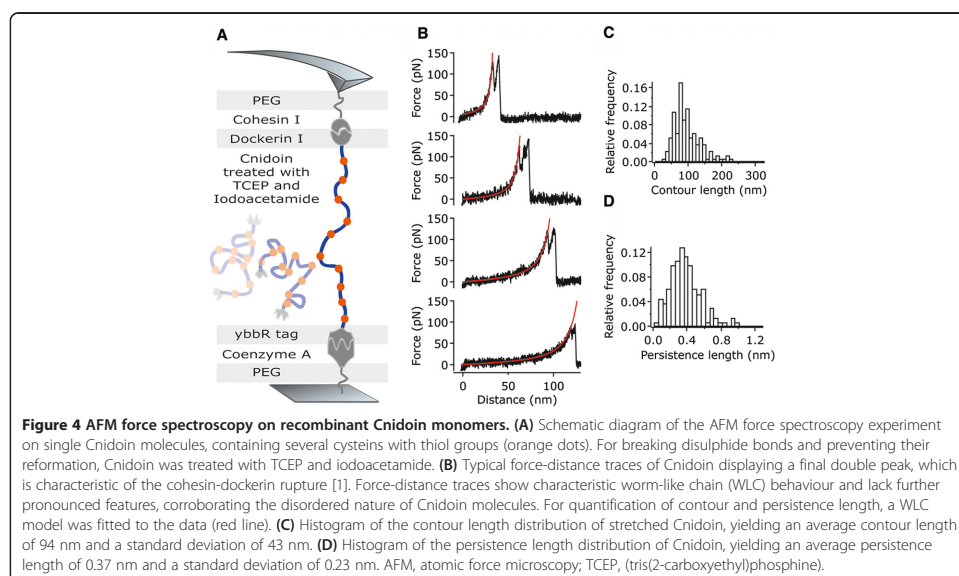 A
PEG
Cohesin I
Dockerin I
Cnidoin
treated with
TCEP and
Iodoacetamide
ybbR tag
Coenzyme A
PEG
B
150
100
50
0
Force (pN)
150
100
50
0
Force (pN)
150
100
50
0
Force (pN)
150
100
50
0
Force (pN)
0 50 100
Distance (nm)
C
0.16
0.12
0.08
0.04
0.00
Relative frequency
0 100 200 300
Contour length (nm)
D
0.12
0.08
0.04
0.00
Relative frequency
0.0 0.4 0.8 1.2
Persistence length (nm)
Figure 4 AFM force spectroscopy on recombinant Cnidoin monomers. (A) Schematic diagram of the AFM force spectroscopy experiment
on single Cnidoin molecules, containing several cysteins with thiol groups (orange dots). For breaking disulphide bonds and preventing their
reformation, Cnidoin was treated with TCEP and iodoacetamide. (B) Typical force-distance traces of Cnidoin displaying a final double peak, which
is characteristic of the cohesin-dockerin rupture [1]. Force-distance traces show characteristic worm-like chain (WLC) behaviour and lack further
pronounced features, corroborating the disordered nature of Cnidoin molecules. For quantification of contour and persistence length, a WLC
model was fitted to the data (red line). (C) Histogram of the contour length distribution of stretched Cnidoin, yielding an average contour length
of 94 nm and a standard deviation of 43 nm. (D) Histogram of the persistence length distribution of Cnidoin, yielding an average persistence
length of 0.37 nm and a standard deviation of 0.23 nm. AFM, atomic force microscopy; TCEP, (tris(2-carboxyethyl)phosphine).